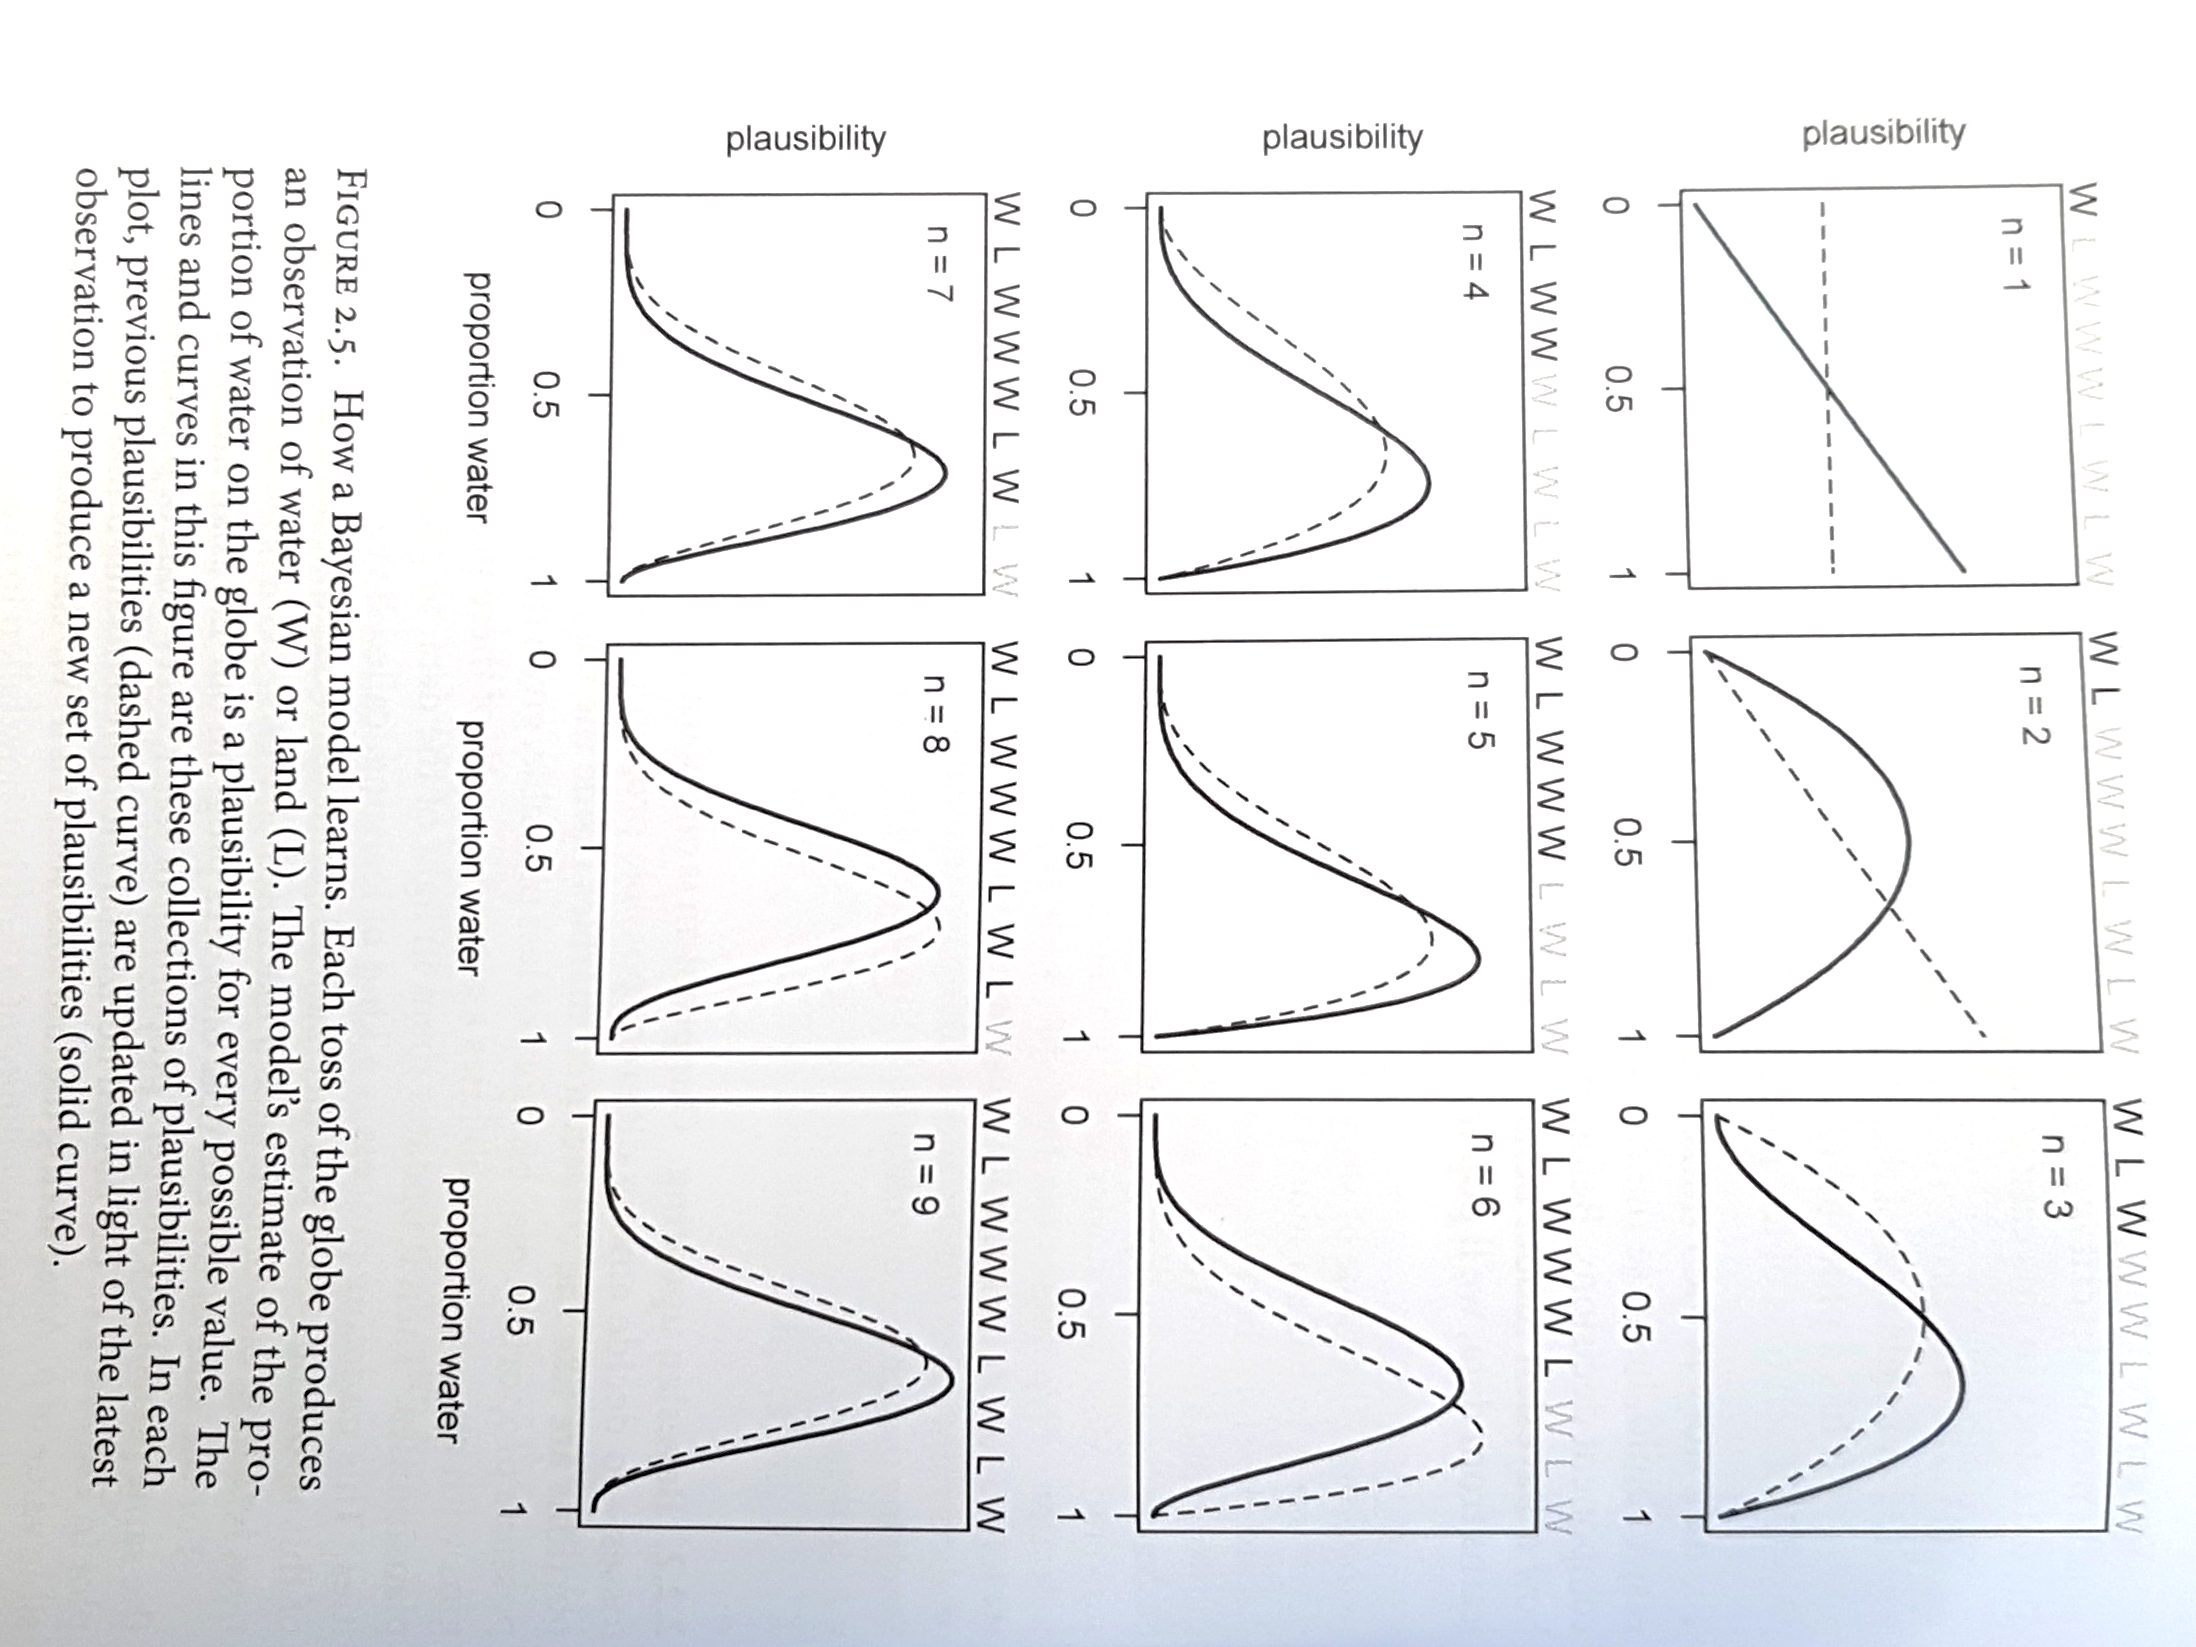 W L W W W L W L W
W L W W W L W L W
W L W W W L W L W
n = 1
n = 2
n = 3
plausibility
0 0.5 1
0 0.5 1
0 0.5 1
W L W W W L W L W
W L W W W L W L W
W L W W W L W L W
n = 4
n = 5
n = 6
plausibility
0 0.5 1
0 0.5 1
0 0.5 1
W L W W W L W L W
W L W W W L W L W
W L W W W L W L W
n = 7
n = 8
n = 9
plausibility
0 0.5 1
0 0.5 1
0 0.5 1
proportion water
proportion water
proportion water
FIGURE 2.5. How a Bayesian model learns. Each toss of the globe produces
an observation of water (W) or land (L). The model's estimate of the pro-
portion of water on the globe is a plausibility for every possible value. The
lines and curves in this figure are these collections of plausibilities. In each
plot, previous plausibilities (dashed curve) are updated in light of the latest
observation to produce a new set of plausibilities (solid curve).